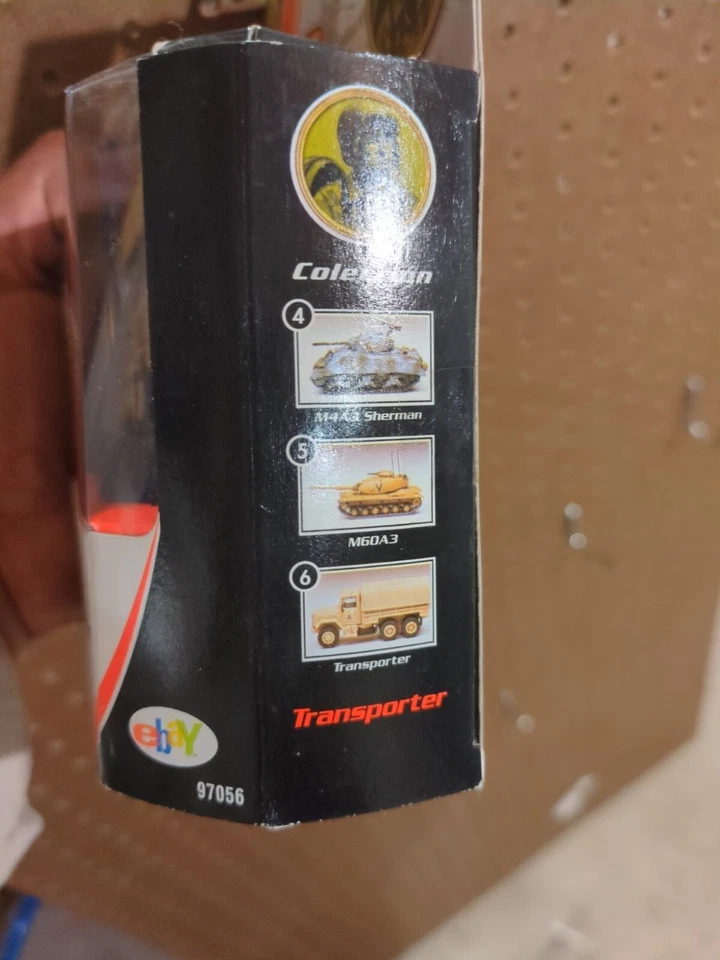 4
M4A3 Sherman
5
M60A3
6
Transporter
Transporter
ebaY
97056